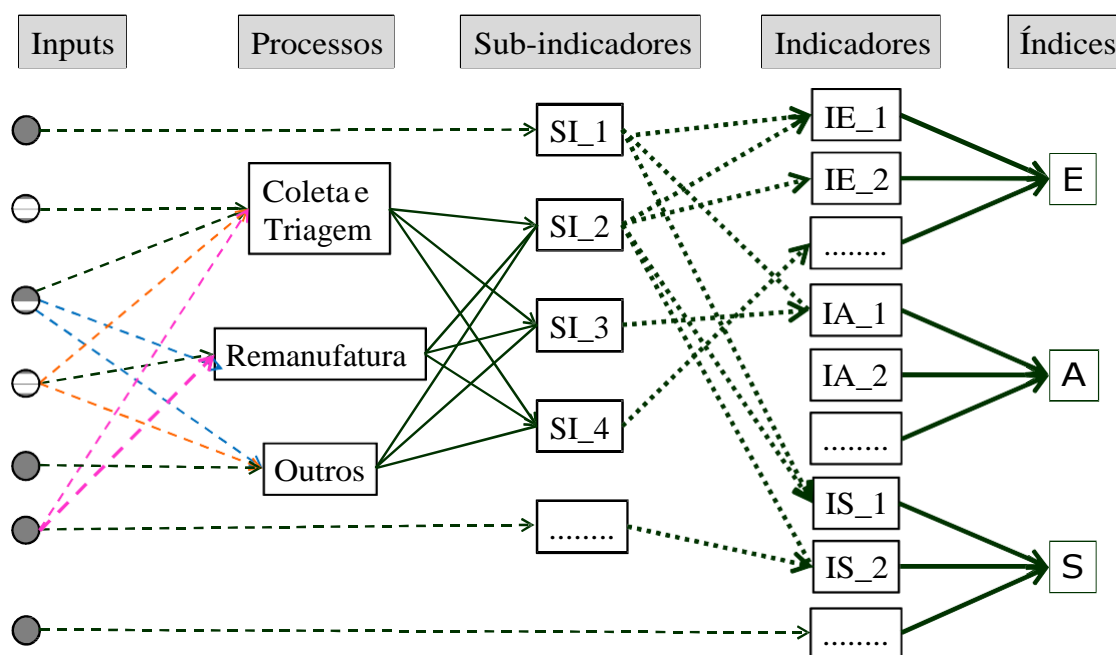 Inputs
Processos
Sub-indicadores
Indicadores
Índices
SI_1
IE_1
Coleta e
Triagem
IE_2
E
SI_2
........
SI_3
IA_1
Remanufatura
IA_2
A
SI_4
........
Outros
IS_1
........
IS_2
S
........